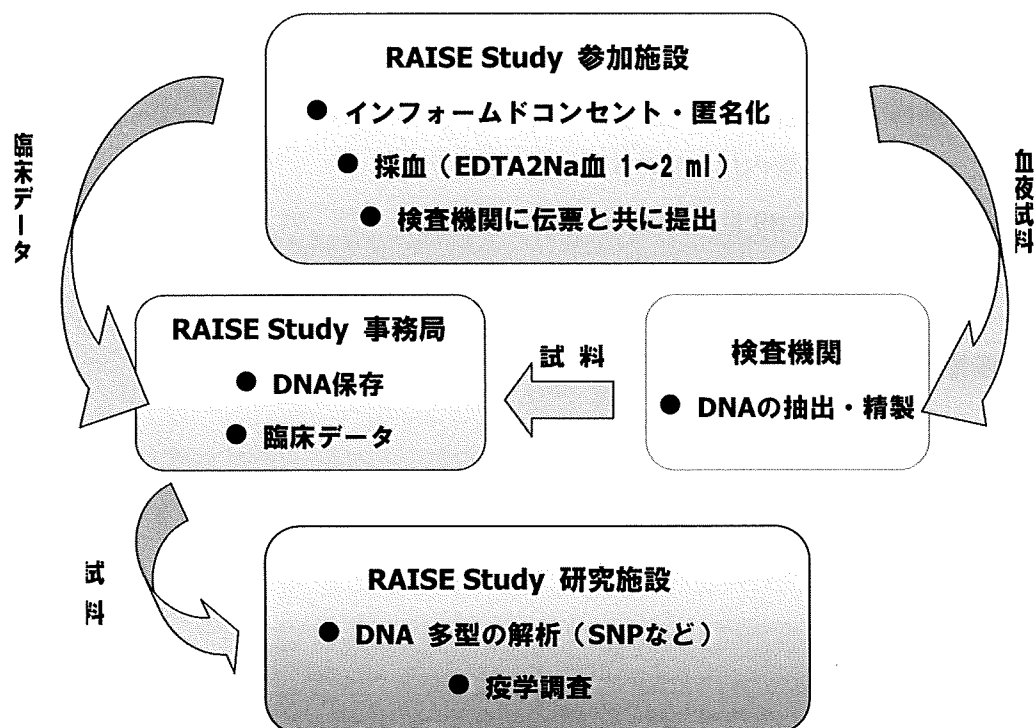 RAISE Study 参加施設
● インフォームドコンセント・匿名化
● 採血（EDTA2Na血 1〜2 ml）
● 検査機関に伝票と共に提出
臨床データ
血夜試料
RAISE Study 事務局
● DNA保存
● 臨床データ
試 料
検査機関
● DNAの抽出・精製
試 料
RAISE Study 研究施設
● DNA 多型の解析（SNPなど）
● 疫学調査